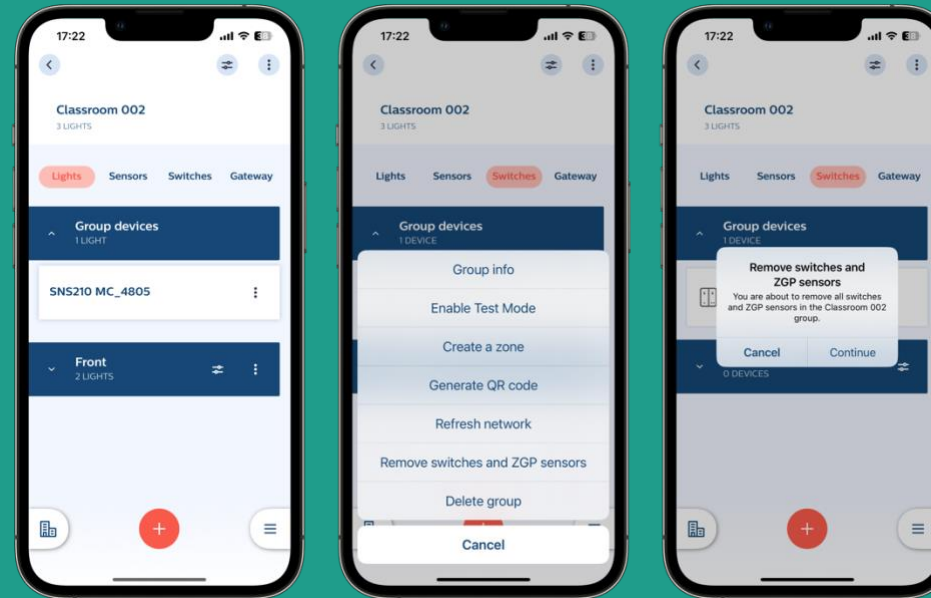 17:22
Classroom 002
3 LIGHTS
Lights Sensors Switches Gateway
Group devices
1 LIGHT
SNS210 MC_4805
Front
2 LIGHTS
17:22
Classroom 002
3 LIGHTS
Lights Sensors Switches Gateway
Group devices
1 DEVICE
Group info
Enable Test Mode
Create a zone
Generate QR code
Refresh network
Remove switches and ZGP sensors
Delete group
Cancel
17:22
Classroom 002
3 LIGHTS
Lights Sensors Switches Gateway
Group devices
1 DEVICE
Remove switches and
ZGP sensors
You are about to remove all switches
and ZGP sensors in the Classroom 002
group.
Cancel Continue
0 DEVICES